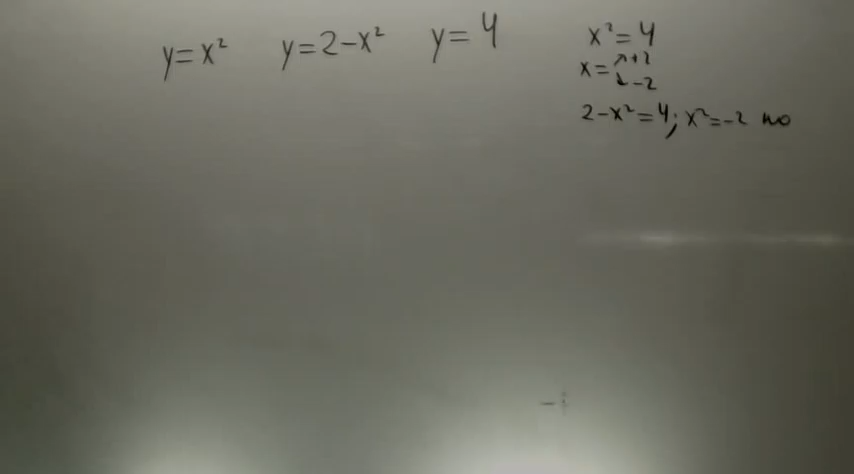 y=x² y=2-x² y=4
x²=4
x= ↗+2
↘-2
2-x²=4; x²=-2 no